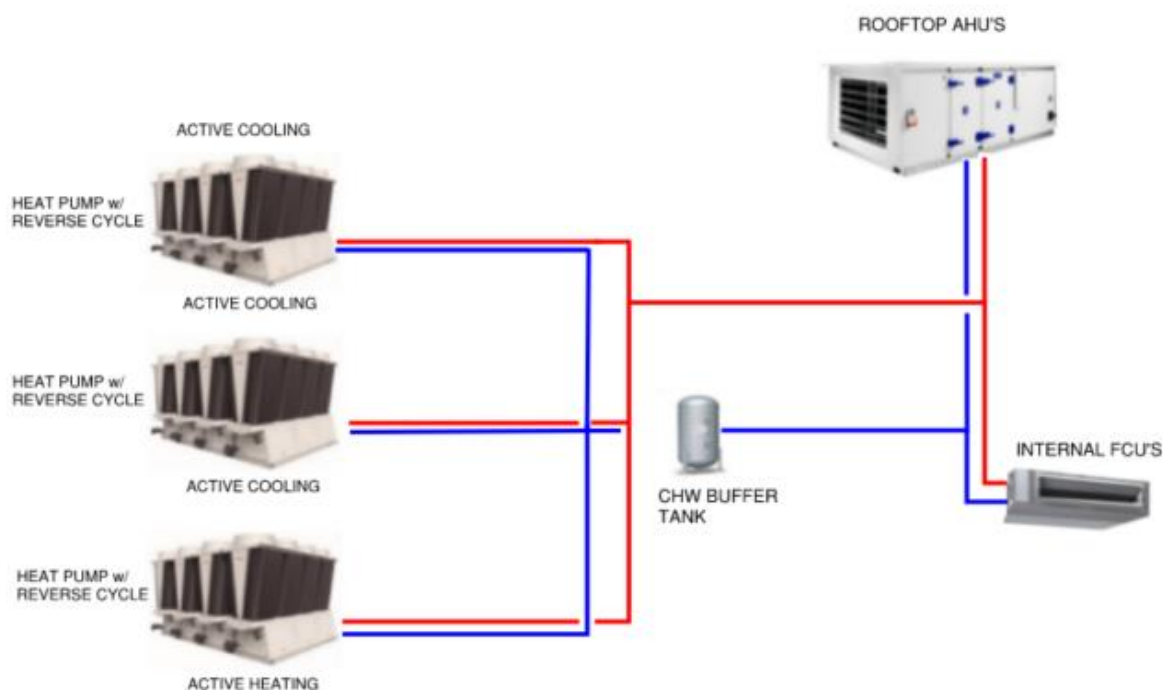 ROOFTOP AHU'S
ACTIVE COOLING
HEAT PUMP w/
REVERSE CYCLE
ACTIVE COOLING
HEAT PUMP w/
REVERSE CYCLE
ACTIVE COOLING
CHW BUFFER
TANK
INTERNAL FCU'S
HEAT PUMP w/
REVERSE CYCLE
ACTIVE HEATING